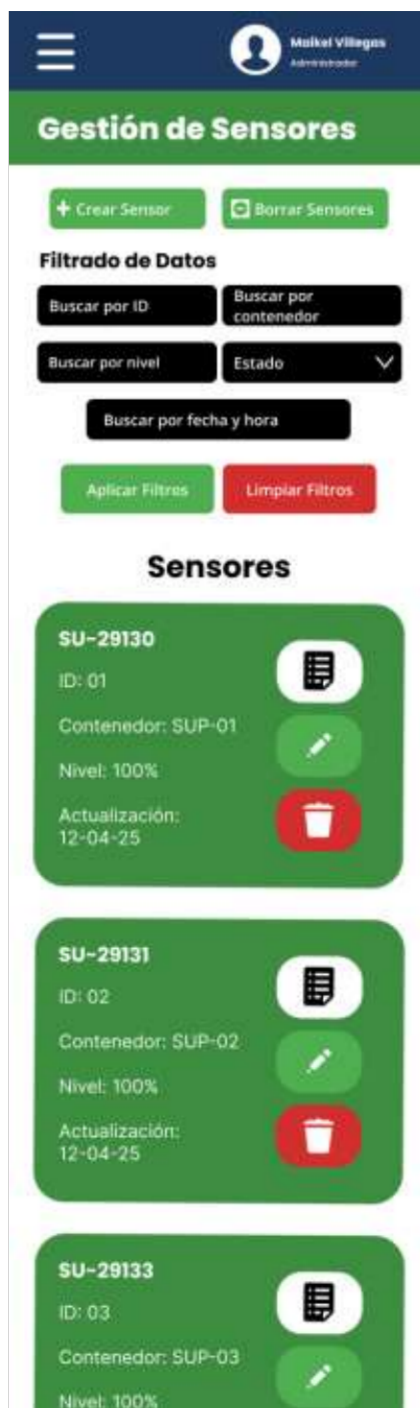 Maikel Villegas
Administrador
Gestión de Sensores
+ Crear Sensor
Borrar Sensores
Filtrado de Datos
Buscar por ID
Buscar por
contenedor
Buscar por nivel
Estado
Buscar por fecha y hora
Aplicar Filtros
Limpiar Filtros
Sensores
SU-29130
ID: 01
Contenedor: SUP-01
Nivel: 100%
Actualización:
12-04-25
SU-29131
ID: 02
Contenedor: SUP-02
Nivel: 100%
Actualización:
12-04-25
SU-29133
ID: 03
Contenedor: SUP-03
Nivel: 100%